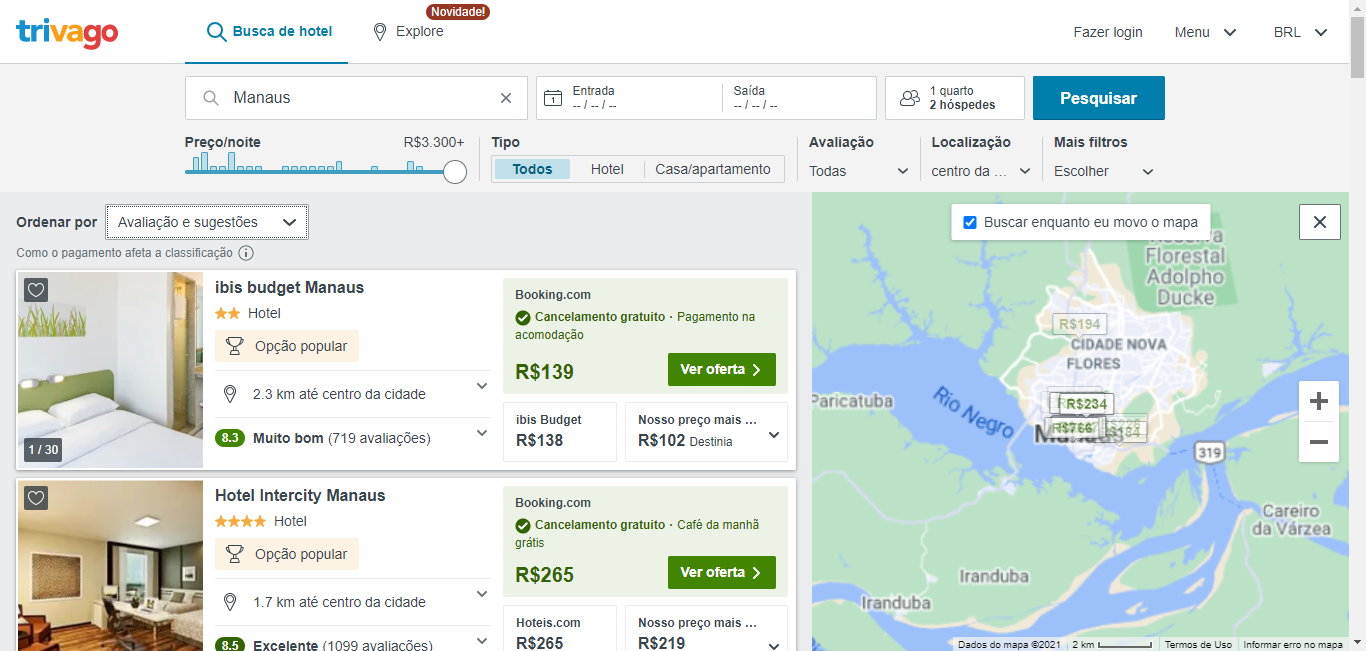 trivago
Busca de hotel
Novidade!
Explore
Fazer login
Menu
BRL
Manaus
Entrada
-- / -- / --
Saída
-- / -- / --
1 quarto
2 hóspedes
Pesquisar
Preço/noite
R$3.300+
Tipo
Todos
Hotel
Casa/apartamento
Avaliação
Todas
Localização
centro da ...
Mais filtros
Escolher
Ordenar por
Avaliação e sugestões
Como o pagamento afeta a classificação
ibis budget Manaus
Hotel
Opção popular
2.3 km até centro da cidade
8.3 Muito bom (719 avaliações)
1 / 30
Booking.com
Cancelamento gratuito · Pagamento na
acomodação
R$139
Ver oferta
ibis Budget
R$138
Nosso preço mais ...
R$102 Destinia
Hotel Intercity Manaus
Hotel
Opção popular
1.7 km até centro da cidade
8.5 Excelente (1099 avaliações)
Booking.com
Cancelamento gratuito · Café da manhã
grátis
R$265
Ver oferta
Hoteis.com
R$265
Nosso preço mais ...
R$219
Buscar enquanto eu movo o mapa
Reserva
Florestal
Adolpho
Ducke
R$194
CIDADE NOVA
FLORES
Paricatuba
Rio Negro
R$234
R$766
Manaus
319
Careiro
da Várzea
Iranduba
Iranduba
Dados do mapa ©2021
2 km
Termos de Uso
Informar erro no mapa